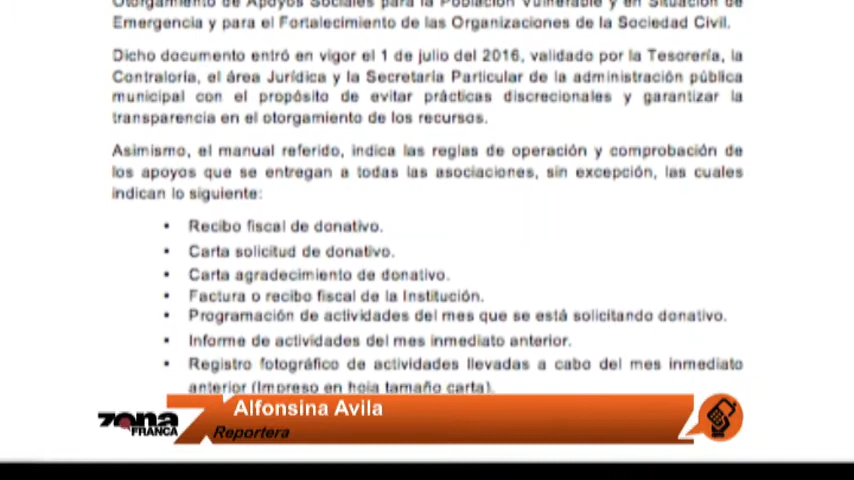 Otorgamiento de Apoyos Sociales para la Población Vulnerable y en Situación de
Emergencia y para el Fortalecimiento de las Organizaciones de la Sociedad Civil.
Dicho documento entró en vigor el 1 de julio del 2016, validado por la Tesorería, la
Contraloría, el área Jurídica y la Secretaría Particular de la administración pública
municipal con el propósito de evitar prácticas discrecionales y garantizar la
transparencia en el otorgamiento de los recursos.
Asimismo, el manual referido, indica las reglas de operación y comprobación de
los apoyos que se entregan a todas las asociaciones, sin excepción, las cuales
indican lo siguiente:
• Recibo fiscal de donativo.
• Carta solicitud de donativo.
• Carta agradecimiento de donativo.
• Factura o recibo fiscal de la Institución.
• Programación de actividades del mes que se está solicitando donativo.
• Informe de actividades del mes inmediato anterior.
• Registro fotográfico de actividades llevadas a cabo del mes inmediato
anterior (Impreso en hoja tamaño carta).
Alfonsina Avila
Reportera
zona
FRANCA